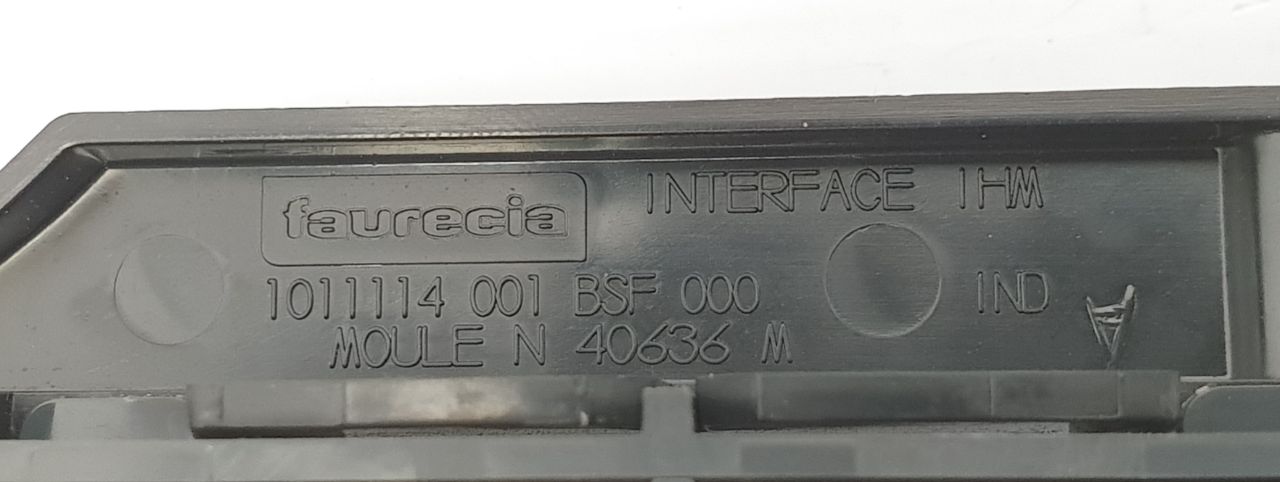 faurecia
INTERFACE IHM
1011114 001 BSF 000
IND
MOULE N 40636 M